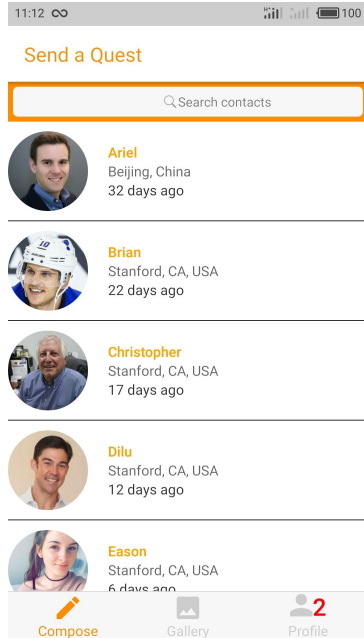 11:12 100
Send a Quest
Search contacts
Ariel
Beijing, China
32 days ago
10
Brian
Stanford, CA, USA
22 days ago
Christopher
Stanford, CA, USA
17 days ago
Dilu
Stanford, CA, USA
12 days ago
Eason
Stanford, CA, USA
6 days ago
2
Compose Gallery Profile